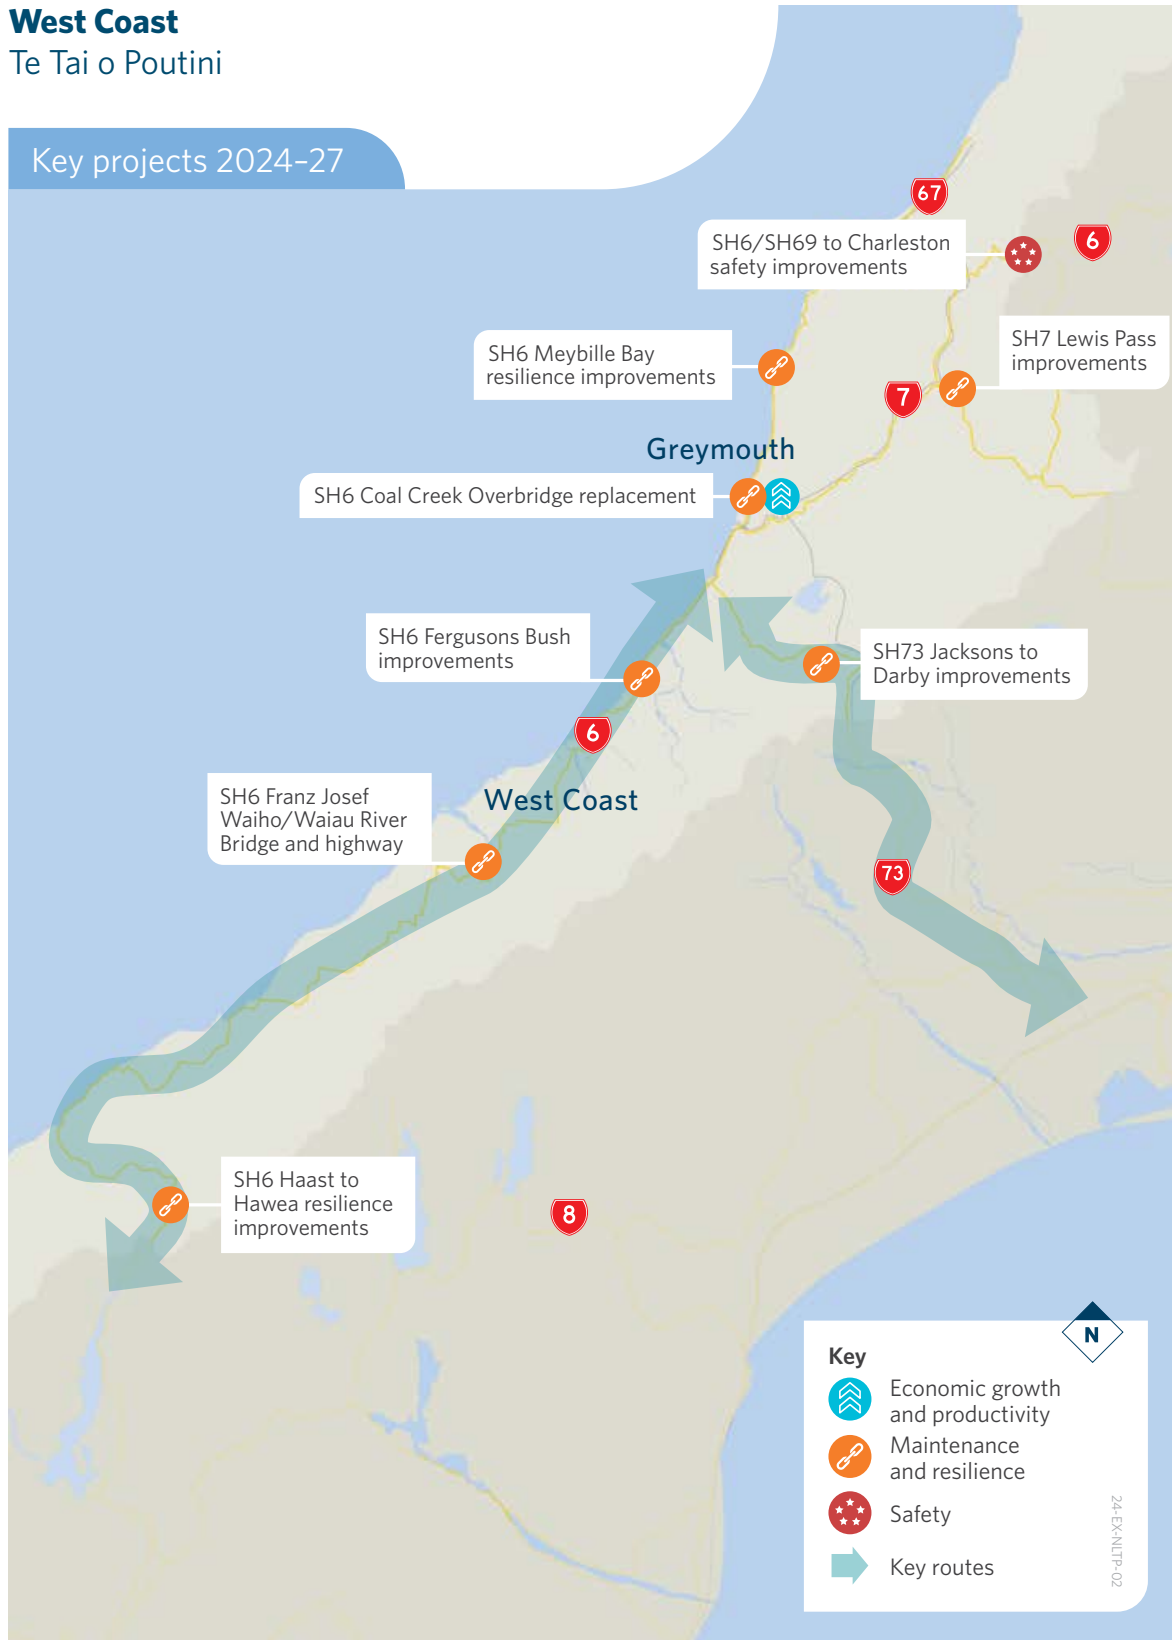 West Coast
Te Tai o Poutini
Key projects 2024–27
67
SH6/SH69 to Charleston
safety improvements
6
SH7 Lewis Pass
improvements
SH6 Meybille Bay
resilience improvements
7
Greymouth
SH6 Coal Creek Overbridge replacement
SH6 Fergusons Bush
improvements
SH73 Jacksons to
Darby improvements
6
West Coast
SH6 Franz Josef
Waiho/Waiau River
Bridge and highway
73
SH6 Haast to
Hawea resilience
improvements
8
N
Key
Economic growth
and productivity
Maintenance
and resilience
Safety
Key routes
24-EX-NLTP-02